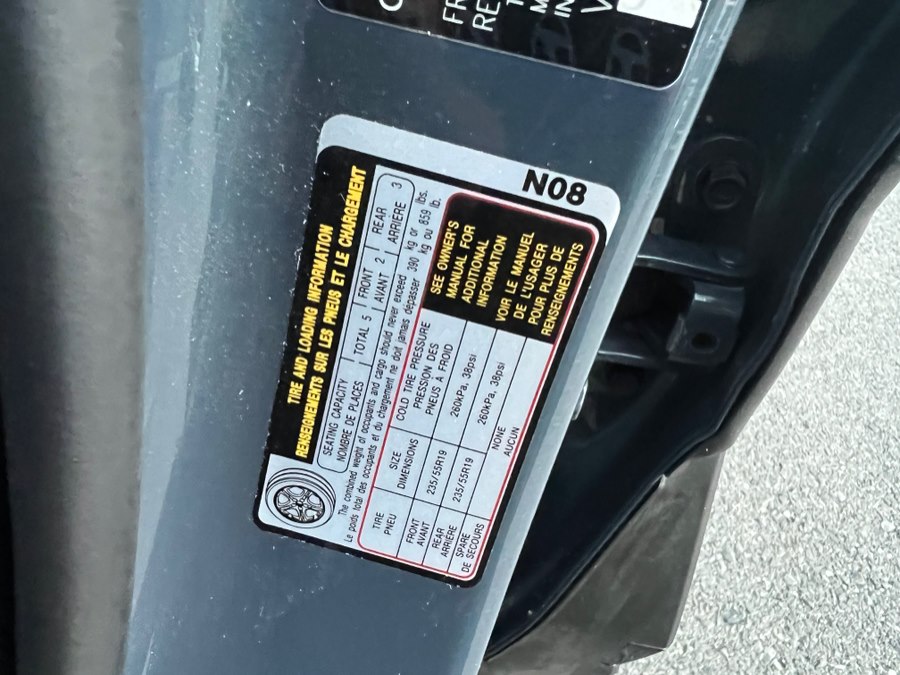 FR
RE
T
M
IN
V
N08
TIRE AND LOADING INFORMATION
RENSEIGNEMENTS SUR LES PNEUS ET LE CHARGEMENT
SEATING CAPACITY
NOMBRE DE PLACES
TOTAL 5
FRONT
AVANT 2
REAR
ARRIÈRE 3
The combined weight of occupants and cargo should never exceed 390 kg or 859 lbs.
Le poids total des occupants et du chargement ne doit jamais dépasser 390 kg ou 859 lb.
TIRE
PNEU
SIZE
DIMENSIONS
COLD TIRE PRESSURE
PRESSION DES
PNEUS À FROID
FRONT
AVANT
235/55R19
260kPa, 38psi
REAR
ARRIÈRE
235/55R19
260kPa, 38psi
SPARE
DE SECOURS
NONE
AUCUN
SEE OWNER'S
MANUAL FOR
ADDITIONAL
INFORMATION
VOIR LE MANUEL
DE L'USAGER
POUR PLUS DE
RENSEIGNEMENTS